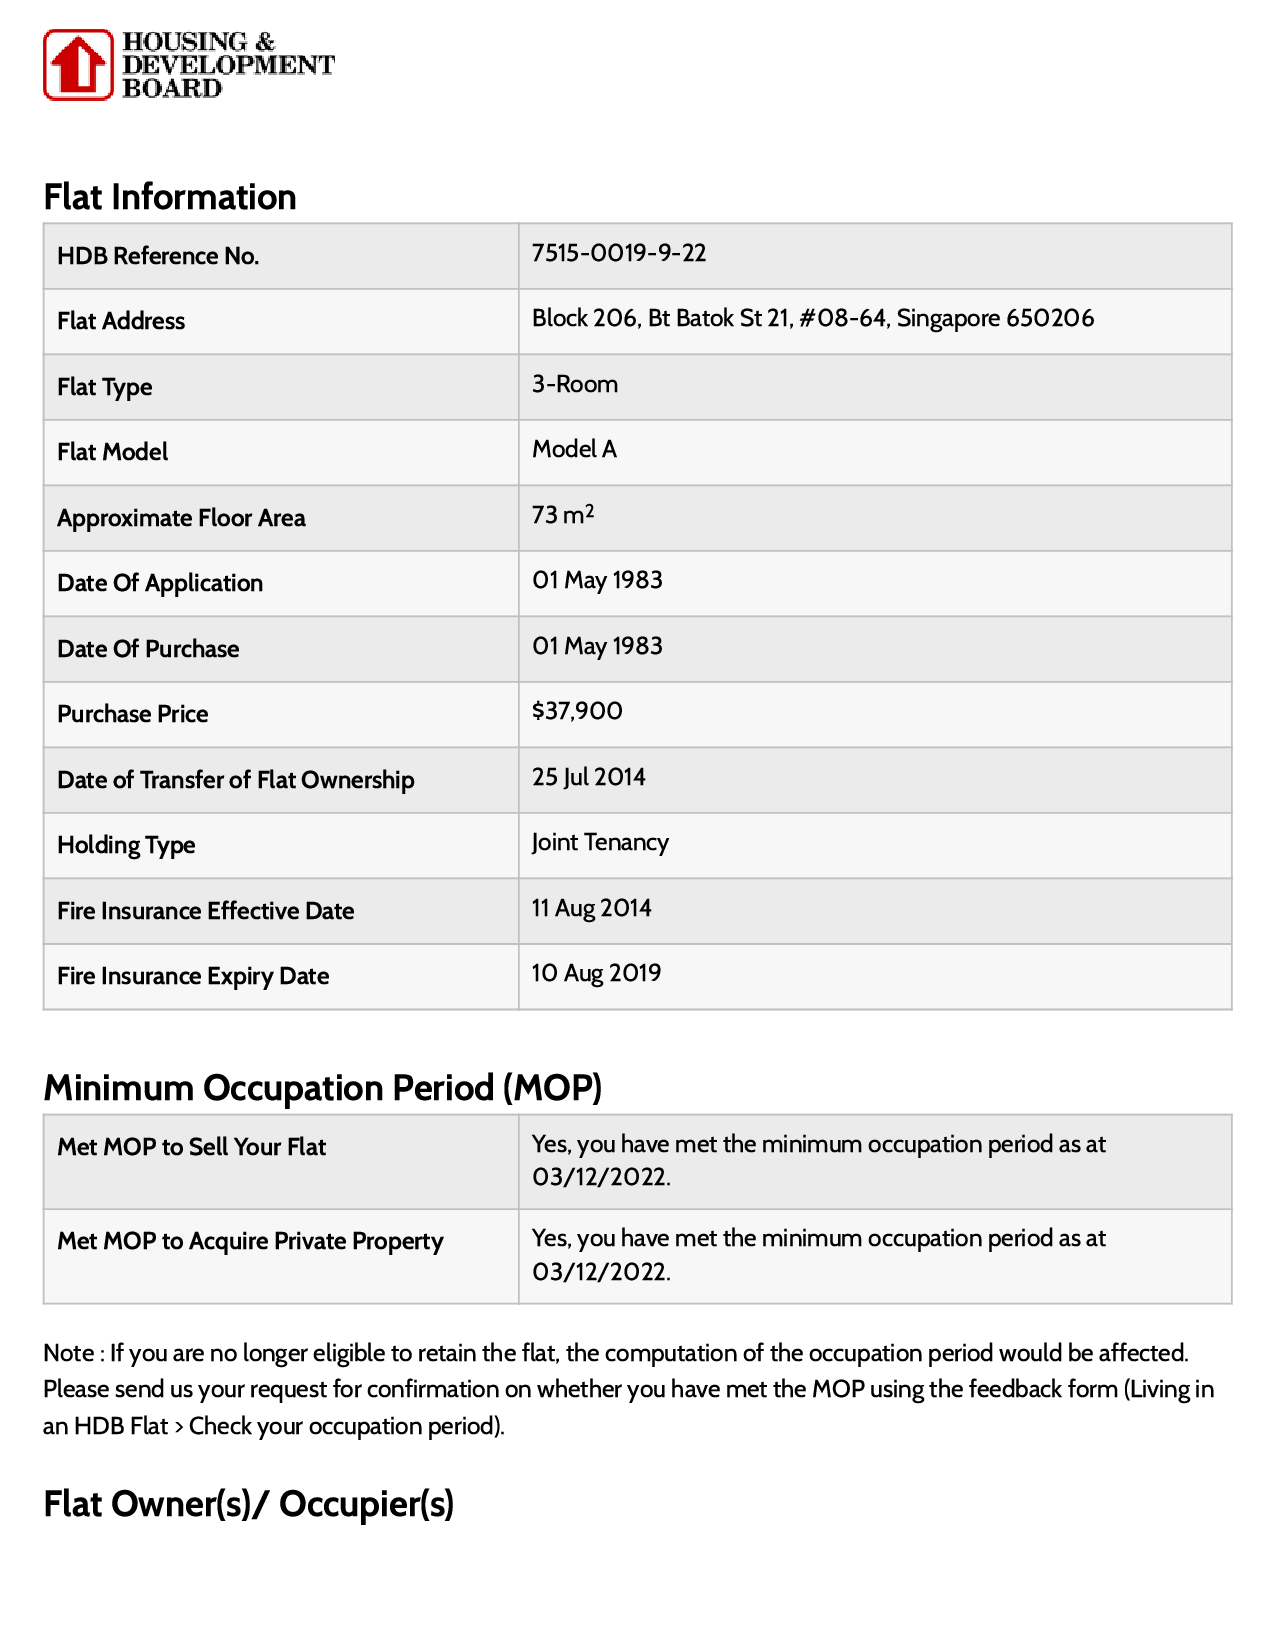 HOUSING &
DEVELOPMENT
BOARD
Flat Information
HDB Reference No. 7515-0019-9-22
Flat Address Block 206, Bt Batok St 21, #08-64, Singapore 650206
Flat Type 3-Room
Flat Model Model A
Approximate Floor Area 73 m²
Date Of Application 01 May 1983
Date Of Purchase 01 May 1983
Purchase Price $37,900
Date of Transfer of Flat Ownership 25 Jul 2014
Holding Type Joint Tenancy
Fire Insurance Effective Date 11 Aug 2014
Fire Insurance Expiry Date 10 Aug 2019
Minimum Occupation Period (MOP)
Met MOP to Sell Your Flat Yes, you have met the minimum occupation period as at
03/12/2022.
Met MOP to Acquire Private Property Yes, you have met the minimum occupation period as at
03/12/2022.
Note : If you are no longer eligible to retain the flat, the computation of the occupation period would be affected.
Please send us your request for confirmation on whether you have met the MOP using the feedback form (Living in
an HDB Flat > Check your occupation period).
Flat Owner(s)/ Occupier(s)